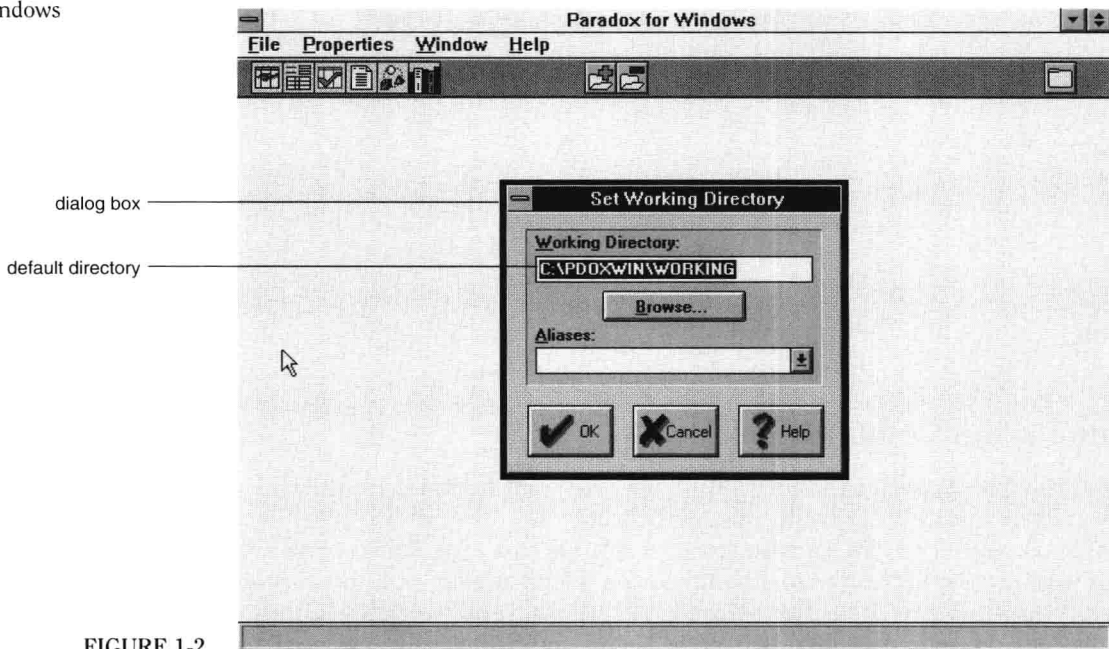 ndows
Paradox for Windows
File Properties Window Help
Set Working Directory
dialog box
Working Directory:
default directory
C:\PDOXWIN\WORKING
Browse...
Aliases:
OK Cancel Help
FIGURE 1-2